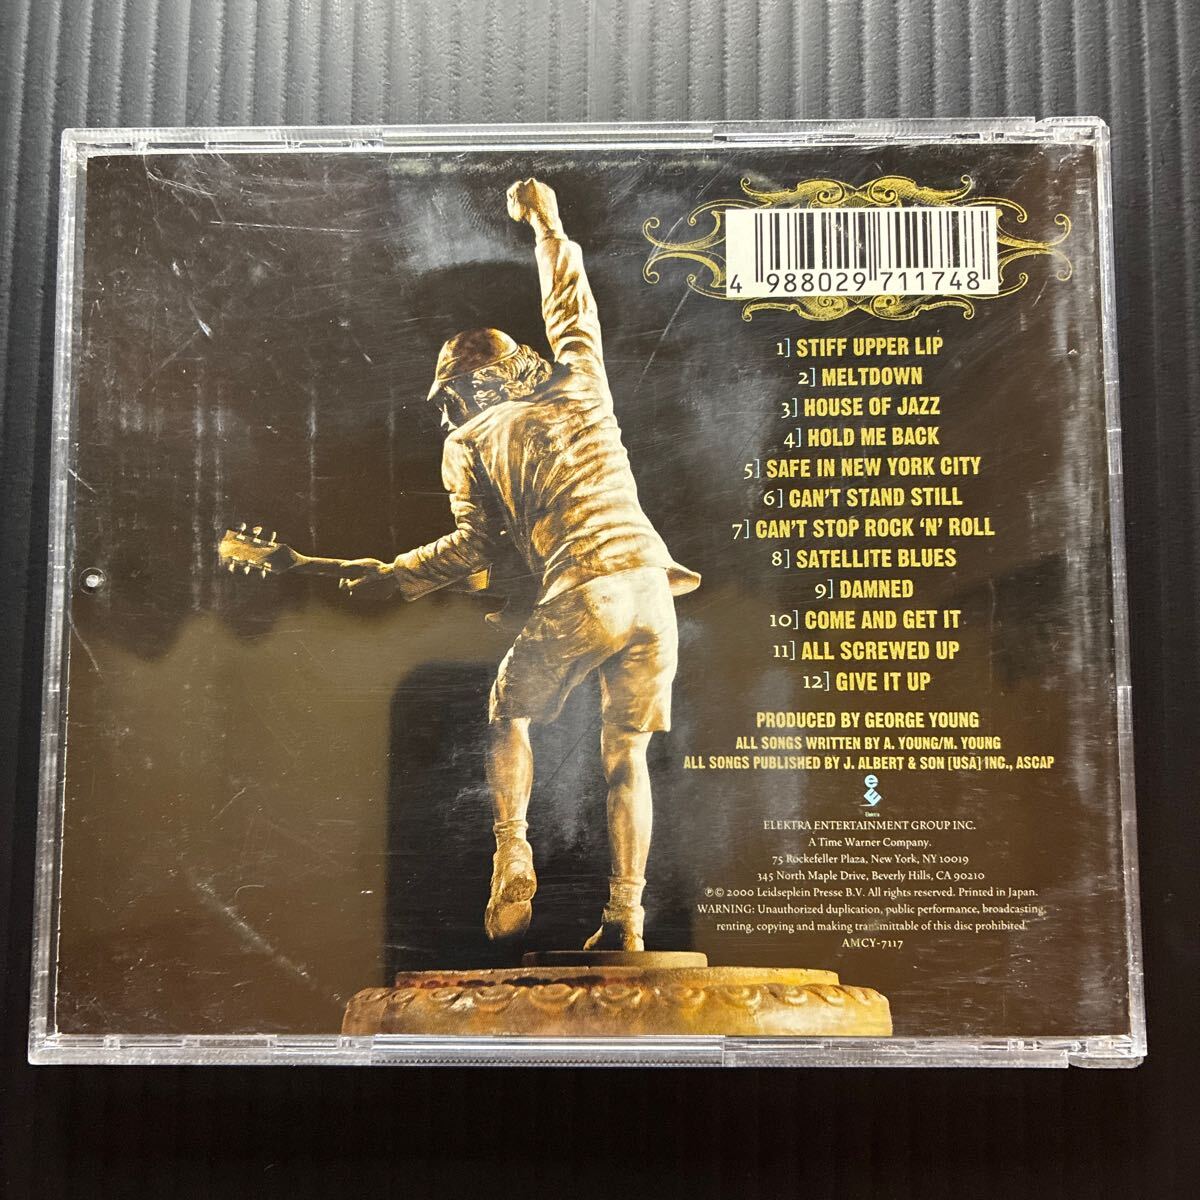 4 988029 711748
1] STIFF UPPER LIP
2] MELTDOWN
3] HOUSE OF JAZZ
4] HOLD ME BACK
5] SAFE IN NEW YORK CITY
6] CAN'T STAND STILL
7] CAN'T STOP ROCK 'N' ROLL
8] SATELLITE BLUES
9] DAMNED
10] COME AND GET IT
11] ALL SCREWED UP
12] GIVE IT UP
PRODUCED BY GEORGE YOUNG
ALL SONGS WRITTEN BY A. YOUNG/M. YOUNG
ALL SONGS PUBLISHED BY J. ALBERT & SON [USA] INC., ASCAP
Elektra
ELEKTRA ENTERTAINMENT GROUP INC.
A Time Warner Company.
75 Rockefeller Plaza, New York, NY 10019
345 North Maple Drive, Beverly Hills, CA 90210
℗© 2000 Leidseplein Presse B.V. All rights reserved. Printed in Japan.
WARNING: Unauthorized duplication, public performance, broadcasting,
renting, copying and making transmittable of this disc prohibited.
AMCY-7117